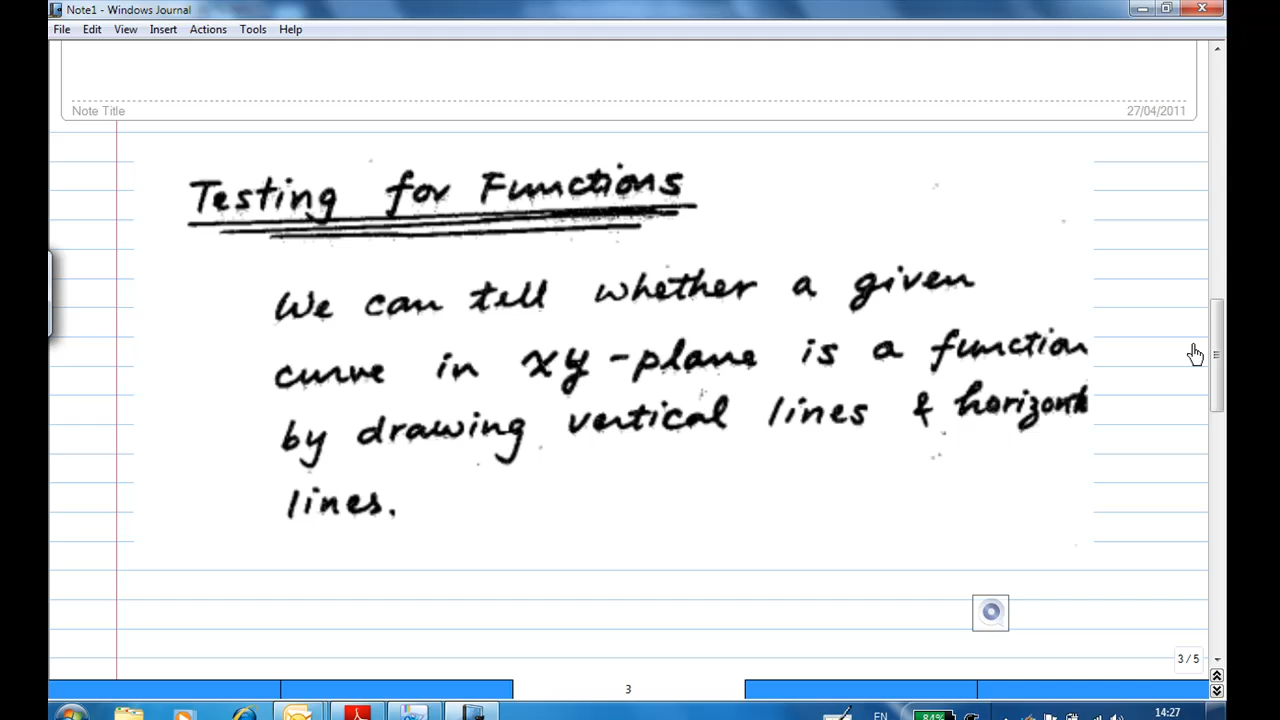 Note1 - Windows Journal
File Edit View Insert Actions Tools Help
Note Title 27/04/2011
Testing for Functions
We can tell whether a given
curve in xy-plane is a function
by drawing vertical lines & horizont
lines.
3/5
3
EN 84% 14:27